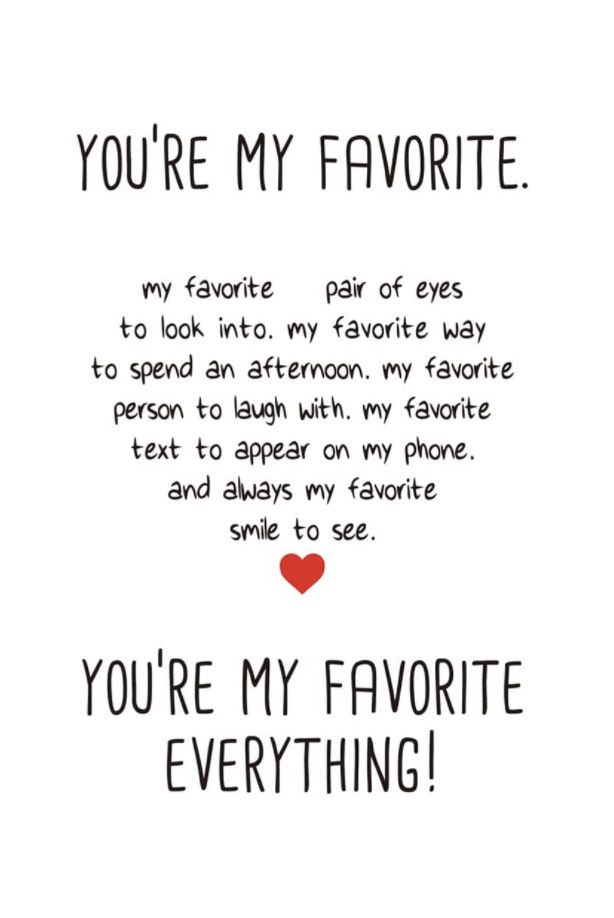 YOU'RE MY FAVORITE.
my favorite pair of eyes
to look into. my favorite way
to spend an afternoon. my favorite
person to laugh with. my favorite
text to appear on my phone.
and always my favorite
smile to see.
YOU'RE MY FAVORITE
EVERYTHING!